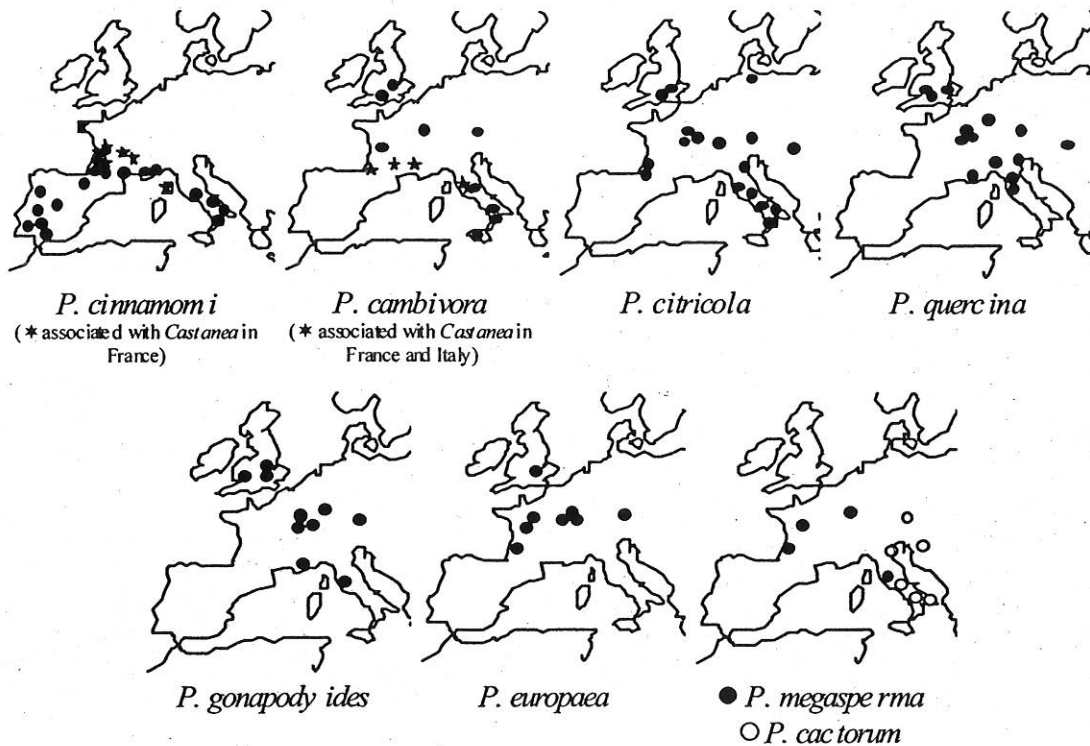 P. cinnamomi
(✶ associated with Castanea in
France)
P. cambivora
(✶ associated with Castanea in
France and Italy)
P. citricola
P. quercina
P. gonapodyides
P. europaea
● P. megasperma
○ P. cactorum